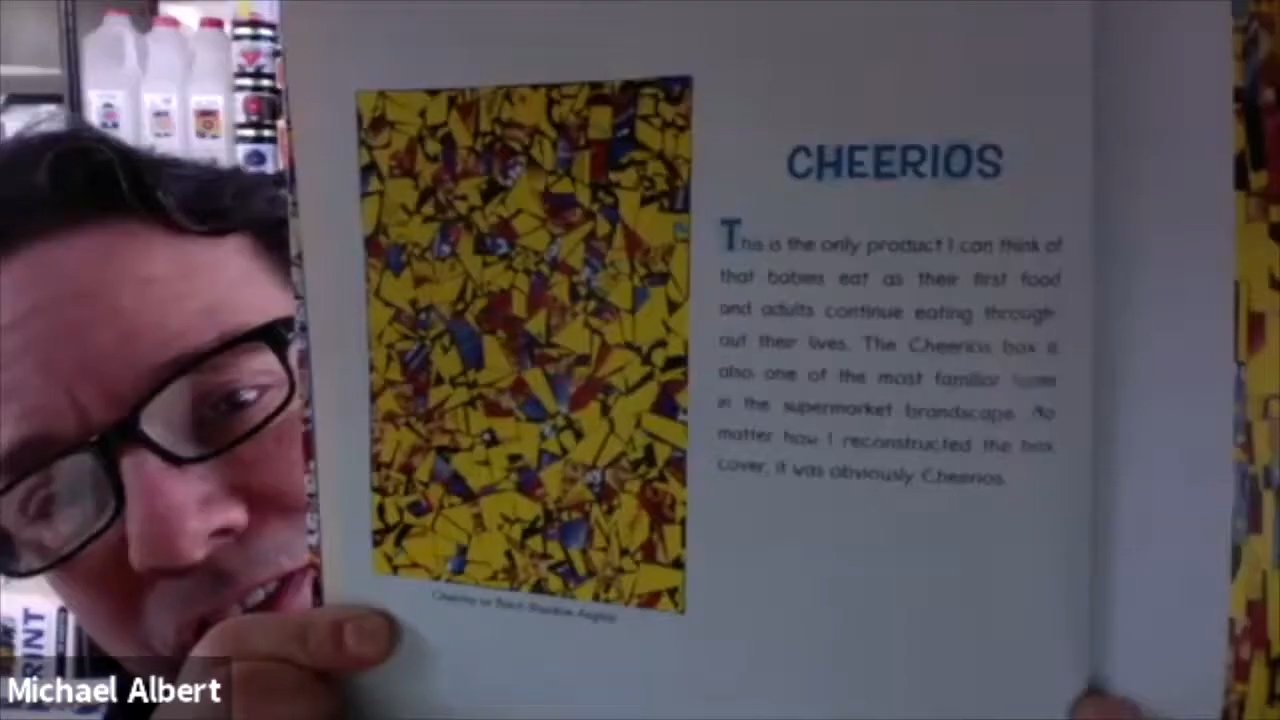 CHEERIOS
This is the only product I can think of
that babies eat as their first food
and adults continue eating through-
out their lives. The Cheerios box is
also one of the most familiar
in the supermarket brandscape. No
matter how I reconstructed the box
cover, it was obviously Cheerios.
RINT
Michael Albert